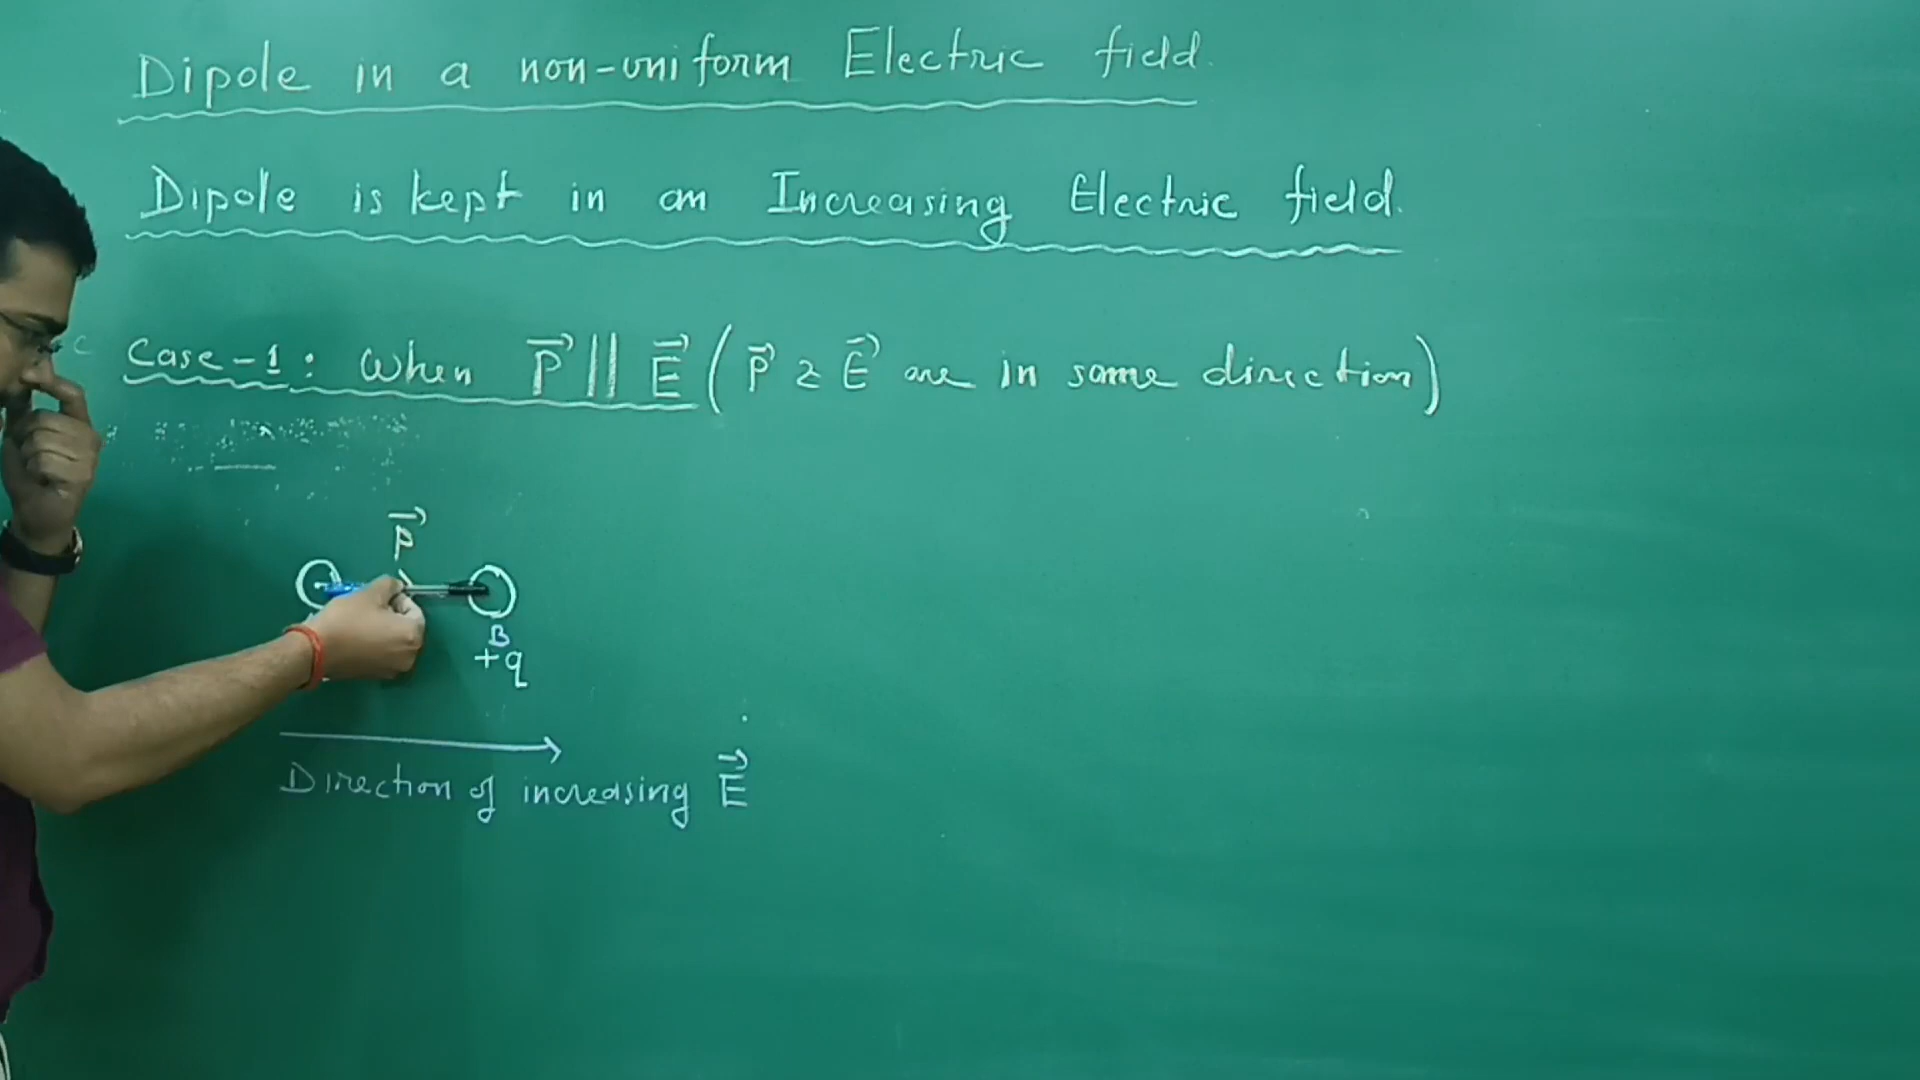 Dipole in a non-uniform Electric field.
Dipole is kept in an Increasing Electric field.
Case-1: When P⃗ || E⃗ (P⃗ & E⃗ are in same direction)
P⃗
B
+q
Direction of increasing E⃗